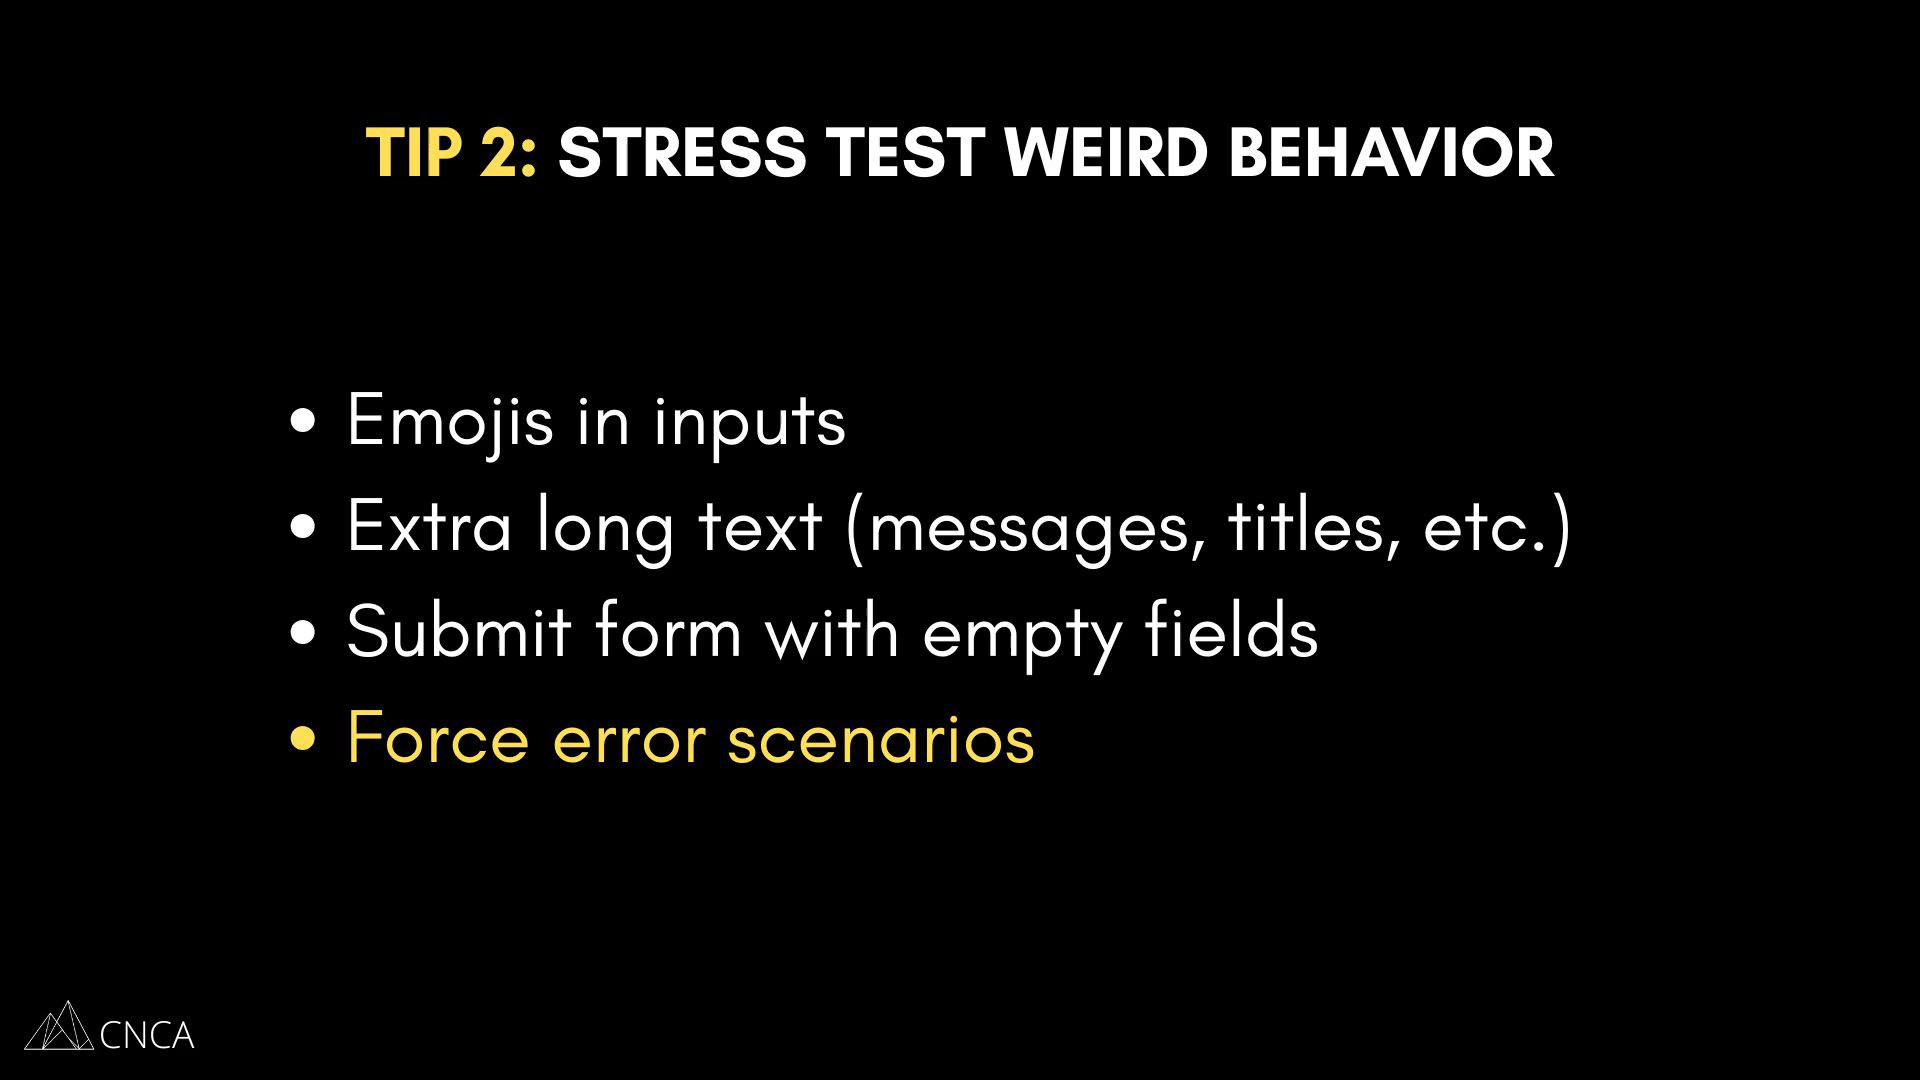 TIP 2: STRESS TEST WEIRD BEHAVIOR
• Emojis in inputs
• Extra long text (messages, titles, etc.)
• Submit form with empty fields
• Force error scenarios
CNCA